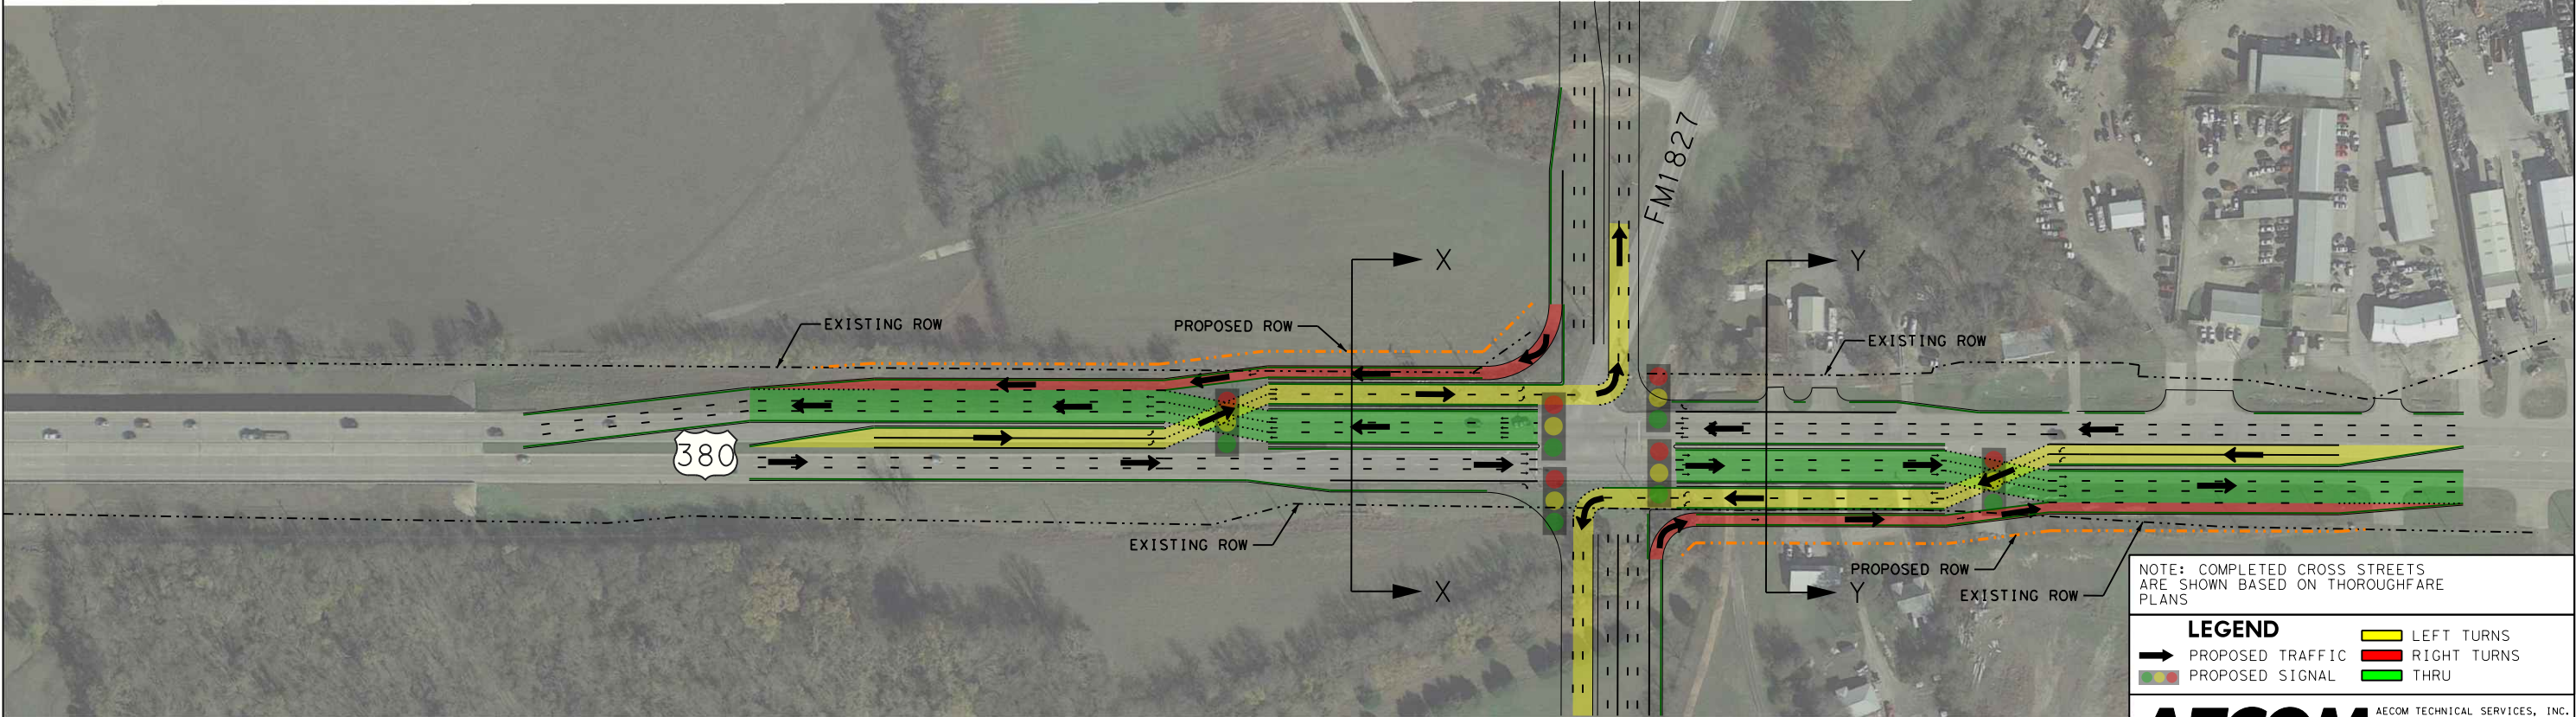 FM1827
X
Y
EXISTING ROW
PROPOSED ROW
EXISTING ROW
380
EXISTING ROW
X
PROPOSED ROW
Y
EXISTING ROW
NOTE: COMPLETED CROSS STREETS
ARE SHOWN BASED ON THOROUGHFARE
PLANS
LEGEND
PROPOSED TRAFFIC
PROPOSED SIGNAL
LEFT TURNS
RIGHT TURNS
THRU
AECOM
AECOM TECHNICAL SERVICES, INC.